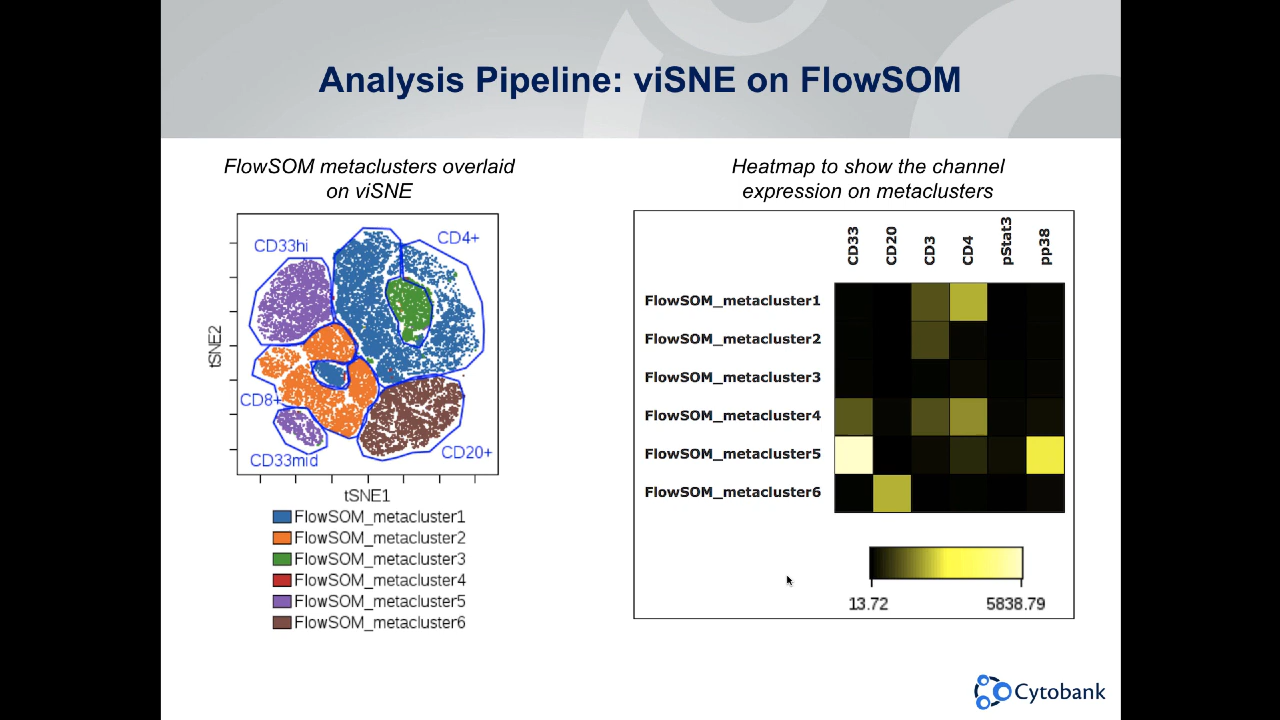 Analysis Pipeline: viSNE on FlowSOM
FlowSOM metaclusters overlaid
on viSNE
CD33hi
CD4+
CD8+
CD33mid
CD20+
tSNE2
tSNE1
FlowSOM_metacluster1
FlowSOM_metacluster2
FlowSOM_metacluster3
FlowSOM_metacluster4
FlowSOM_metacluster5
FlowSOM_metacluster6
Heatmap to show the channel
expression on metaclusters
CD33
CD20
CD3
CD4
pStat3
pp38
FlowSOM_metacluster1
FlowSOM_metacluster2
FlowSOM_metacluster3
FlowSOM_metacluster4
FlowSOM_metacluster5
FlowSOM_metacluster6
13.72 5838.79
Cytobank